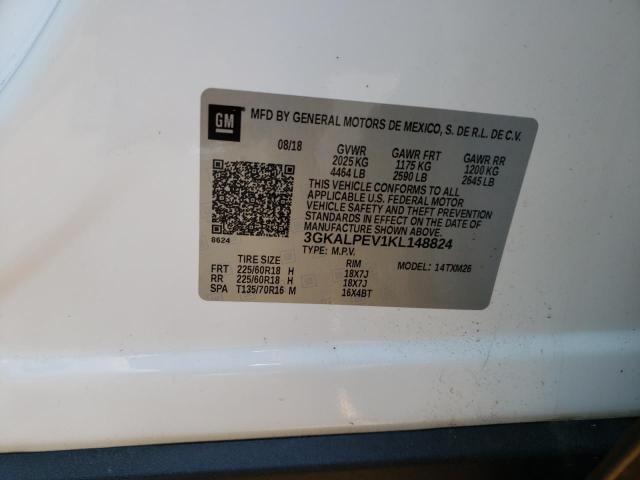 GM MFD BY GENERAL MOTORS DE MEXICO, S. DE R.L. DE C.V.
08/18 GVWR GAWR FRT GAWR RR
2025 KG 1175 KG 1200 KG
4464 LB 2590 LB 2645 LB
THIS VEHICLE CONFORMS TO ALL
APPLICABLE U.S. FEDERAL MOTOR
VEHICLE SAFETY AND THEFT PREVENTION
STANDARDS IN EFFECT ON THE DATE OF
MANUFACTURE SHOWN ABOVE.
8624 3GKALPEV1KL148824
TYPE: M.P.V. MODEL: 14TXM26
TIRE SIZE RIM
FRT 225/60R18 H 18X7J
RR 225/60R18 H 18X7J
SPA T135/70R16 M 16X4BT